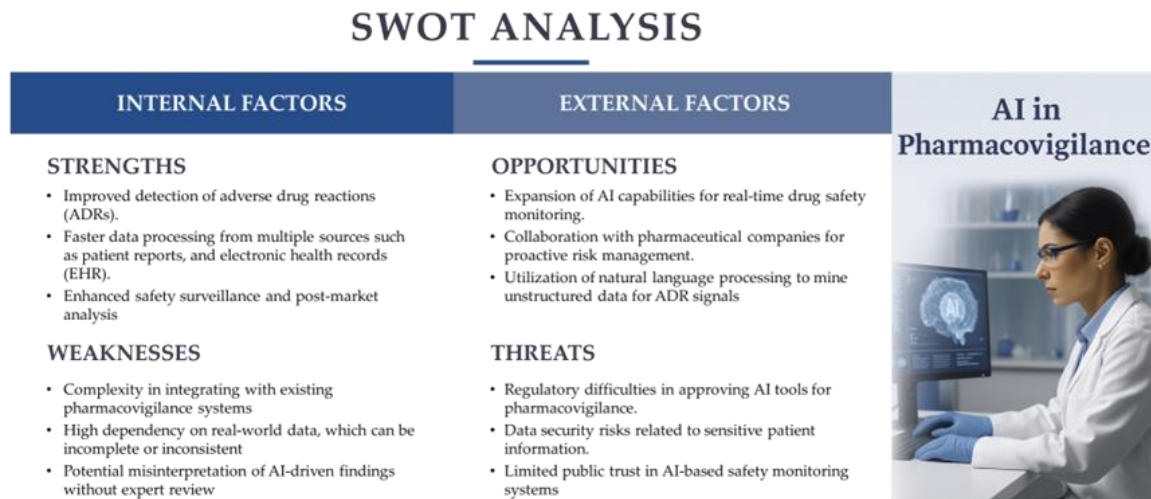 SWOT ANALYSIS
INTERNAL FACTORS
STRENGTHS
• Improved detection of adverse drug reactions
(ADRs).
• Faster data processing from multiple sources such
as patient reports, and electronic health records
(EHR).
• Enhanced safety surveillance and post-market
analysis
WEAKNESSES
• Complexity in integrating with existing
pharmacovigilance systems
• High dependency on real-world data, which can be
incomplete or inconsistent
• Potential misinterpretation of AI-driven findings
without expert review
EXTERNAL FACTORS
OPPORTUNITIES
• Expansion of AI capabilities for real-time drug safety
monitoring.
• Collaboration with pharmaceutical companies for
proactive risk management.
• Utilization of natural language processing to mine
unstructured data for ADR signals
THREATS
• Regulatory difficulties in approving AI tools for
pharmacovigilance.
• Data security risks related to sensitive patient
information.
• Limited public trust in AI-based safety monitoring
systems
AI in
Pharmacovigilance
AI